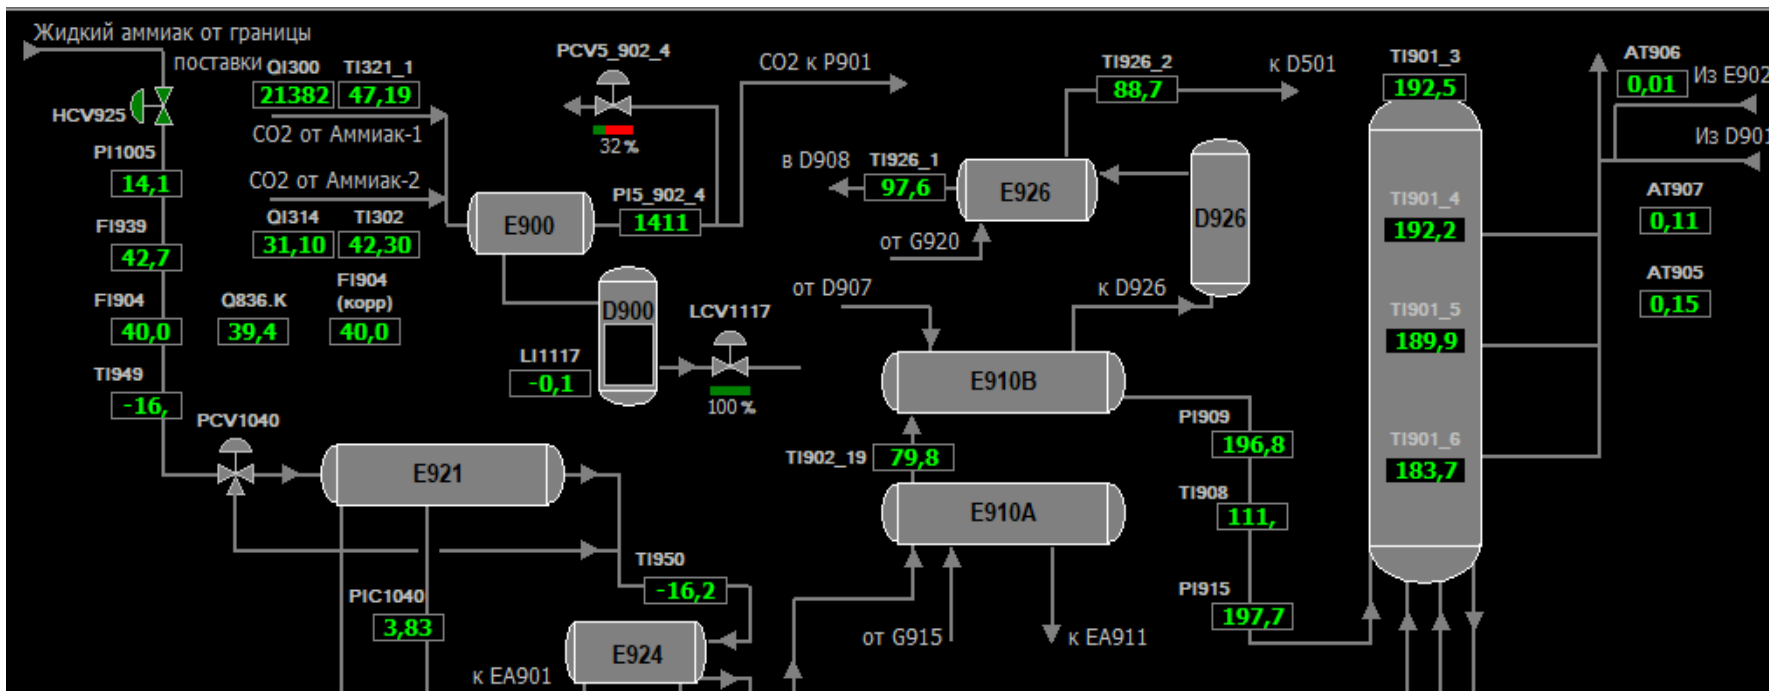 Жидкий аммиак от границы
поставки
QI300
TI321_1
21382
47,19
HCV925
CO2 от Аммиак-1
PI1005
14,1
CO2 от Аммиак-2
QI314
TI302
31,10
42,30
FI939
42,7
FI904
40,0
Q836.K
39,4
FI904
(корр)
40,0
TI949
-16,
PCV1040
E921
PIC1040
3,83
PCV5_902_4
32 %
CO2 к P901
E900
PI5_902_4
1411
D900
LCV1117
LI1117
-0,1
100 %
TI950
-16,2
E924
к EA901
TI926_2
88,7
к D501
в D908
TI926_1
97,6
E926
D926
от G920
от D907
к D926
E910B
TI902_19
79,8
E910A
от G915
к EA911
PI909
196,8
TI908
111,
PI915
197,7
TI901_3
192,5
TI901_4
192,2
TI901_5
189,9
TI901_6
183,7
AT906
0,01
Из E902
Из D901
AT907
0,11
AT905
0,15